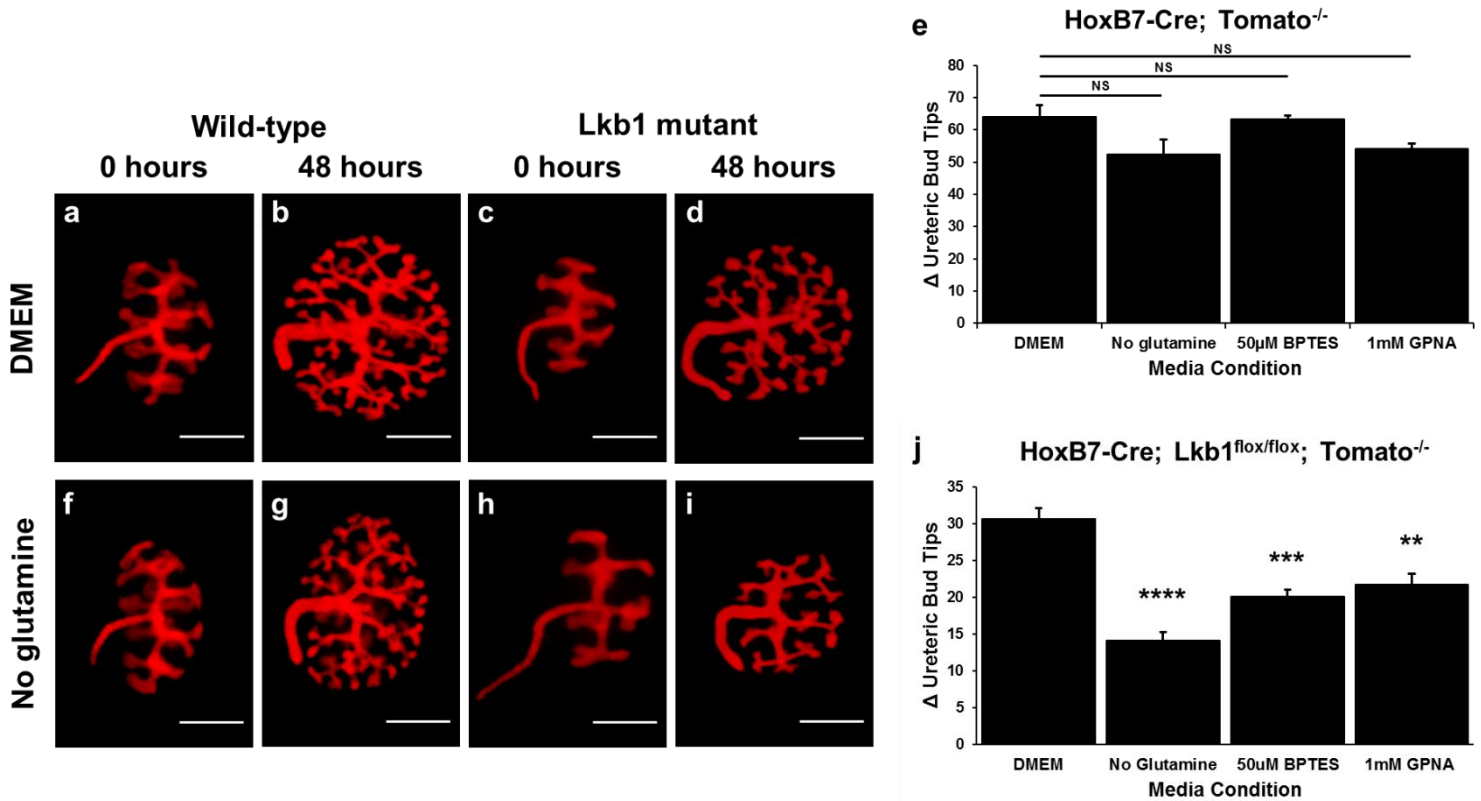 Wild-type
Lkb1 mutant
0 hours
48 hours
0 hours
48 hours
DMEM
a
b
c
d
No glutamine
f
g
h
i
e
HoxB7-Cre; Tomato-/-
NS
NS
NS
Δ Ureteric Bud Tips
80
70
60
50
40
30
20
10
0
DMEM
No glutamine
50µM BPTES
1mM GPNA
Media Condition
j
HoxB7-Cre; Lkb1flox/flox; Tomato-/-
Δ Ureteric Bud Tips
35
30
25
20
15
10
5
0
****
***
**
DMEM
No Glutamine
50uM BPTES
1mM GPNA
Media Condition